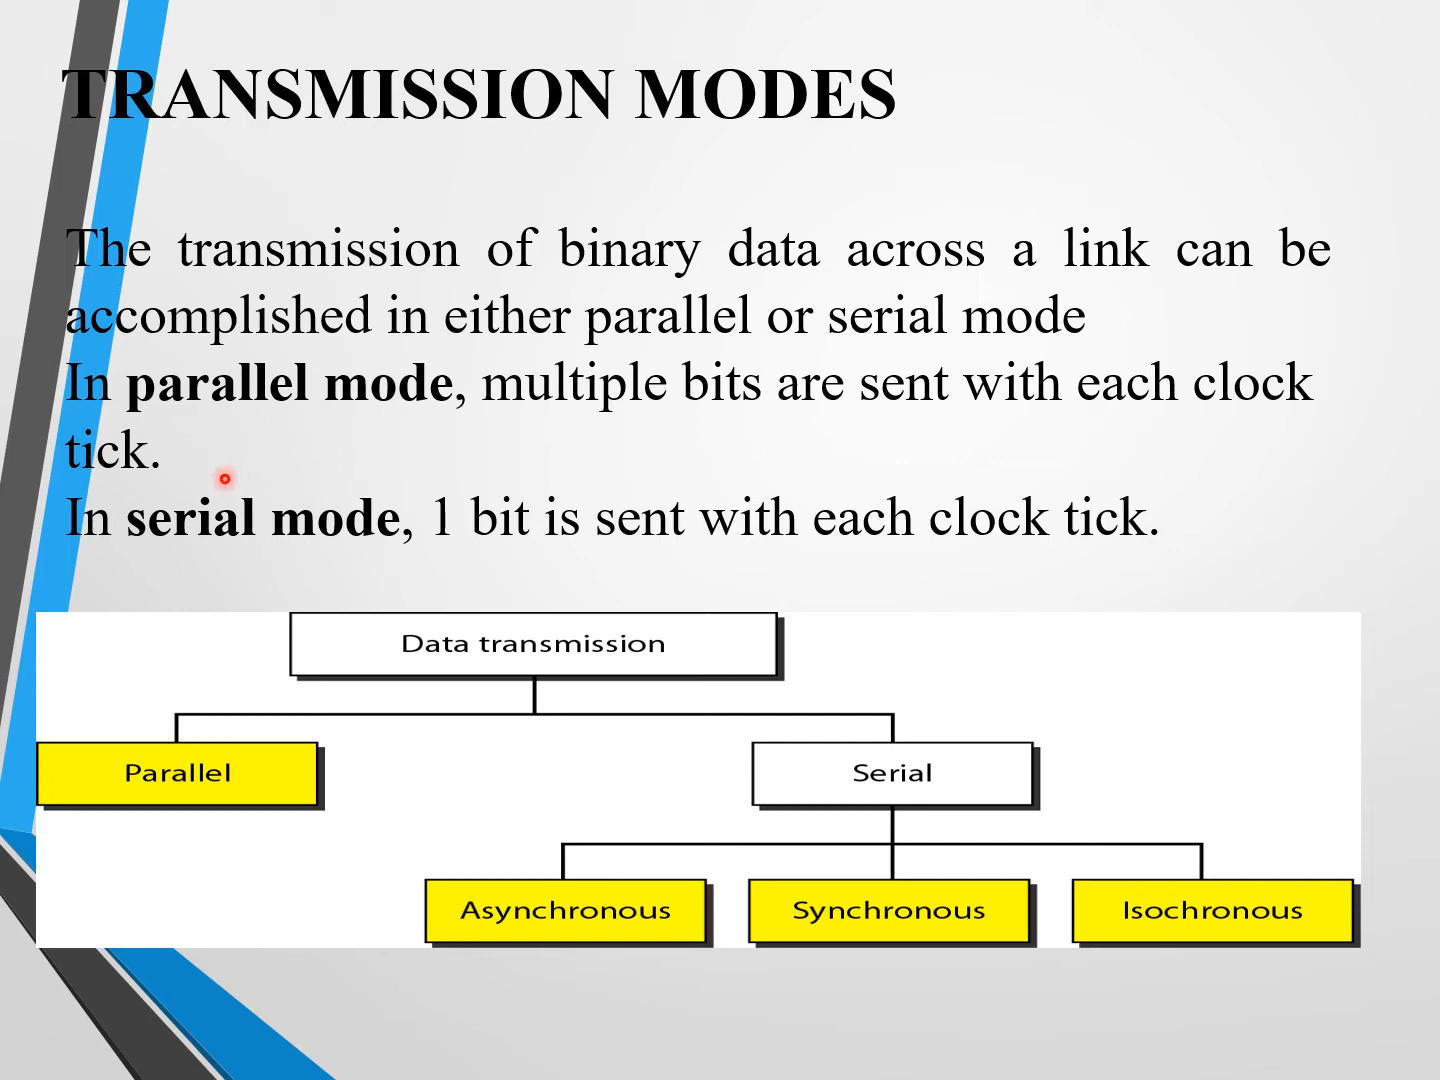 TRANSMISSION MODES
The transmission of binary data across a link can be
accomplished in either parallel or serial mode
In parallel mode, multiple bits are sent with each clock
tick.
In serial mode, 1 bit is sent with each clock tick.
Data transmission
Parallel
Serial
Asynchronous
Synchronous
Isochronous